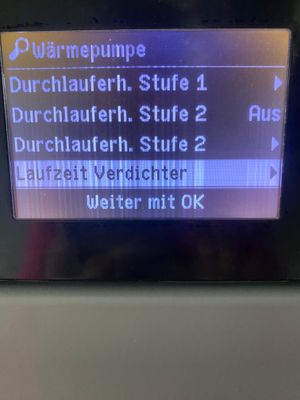 Wärmepumpe
Durchlauferh. Stufe 1
Durchlauferh. Stufe 2 Aus
Durchlauferh. Stufe 2
Laufzeit Verdichter
Weiter mit OK